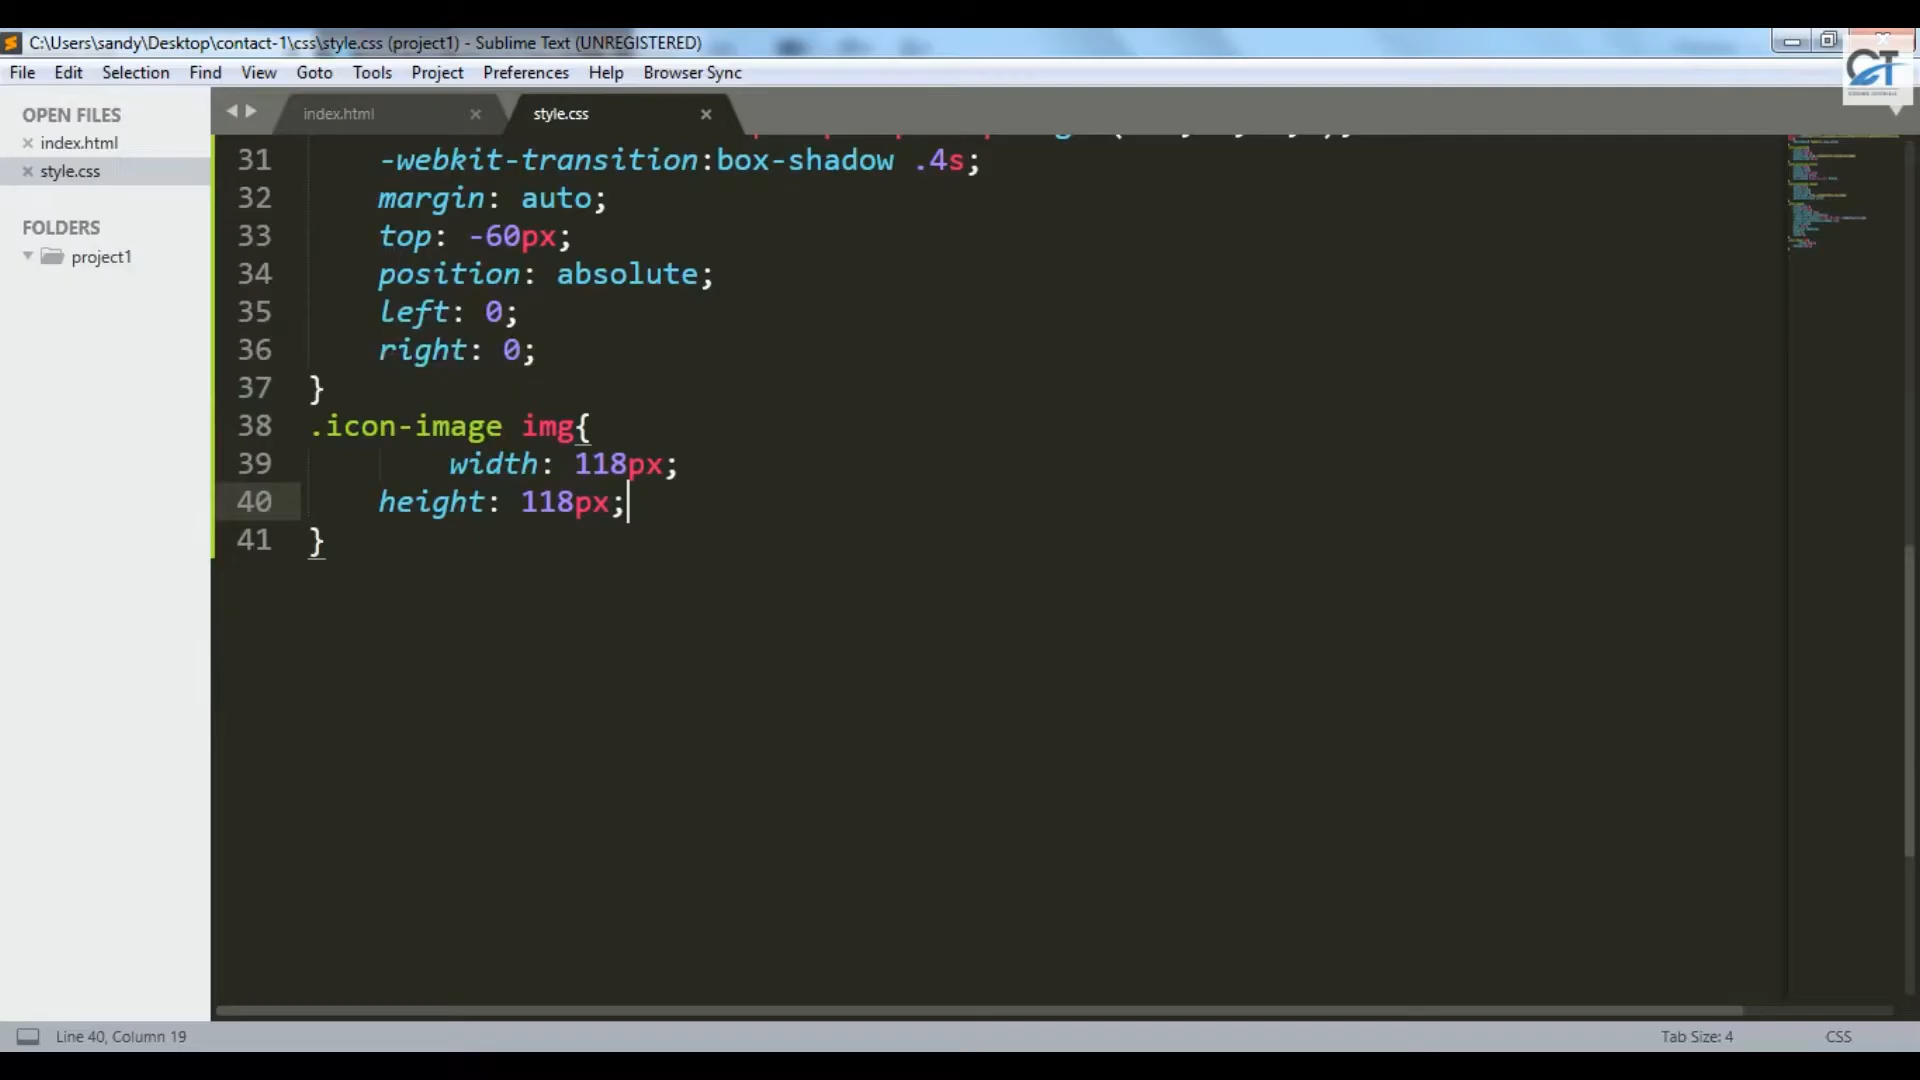 C:\Users\sandy\Desktop\contact-1\css\style.css (project1) - Sublime Text (UNREGISTERED)
File Edit Selection Find View Goto Tools Project Preferences Help Browser Sync
CT
OPEN FILES
index.html
style.css
FOLDERS
project1
index.html style.css
31 -webkit-transition:box-shadow .4s;
32 margin: auto;
33 top: -60px;
34 position: absolute;
35 left: 0;
36 right: 0;
37 }
38 .icon-image img{
39 width: 118px;
40 height: 118px;
41 }
Line 40, Column 19 Tab Size: 4 CSS